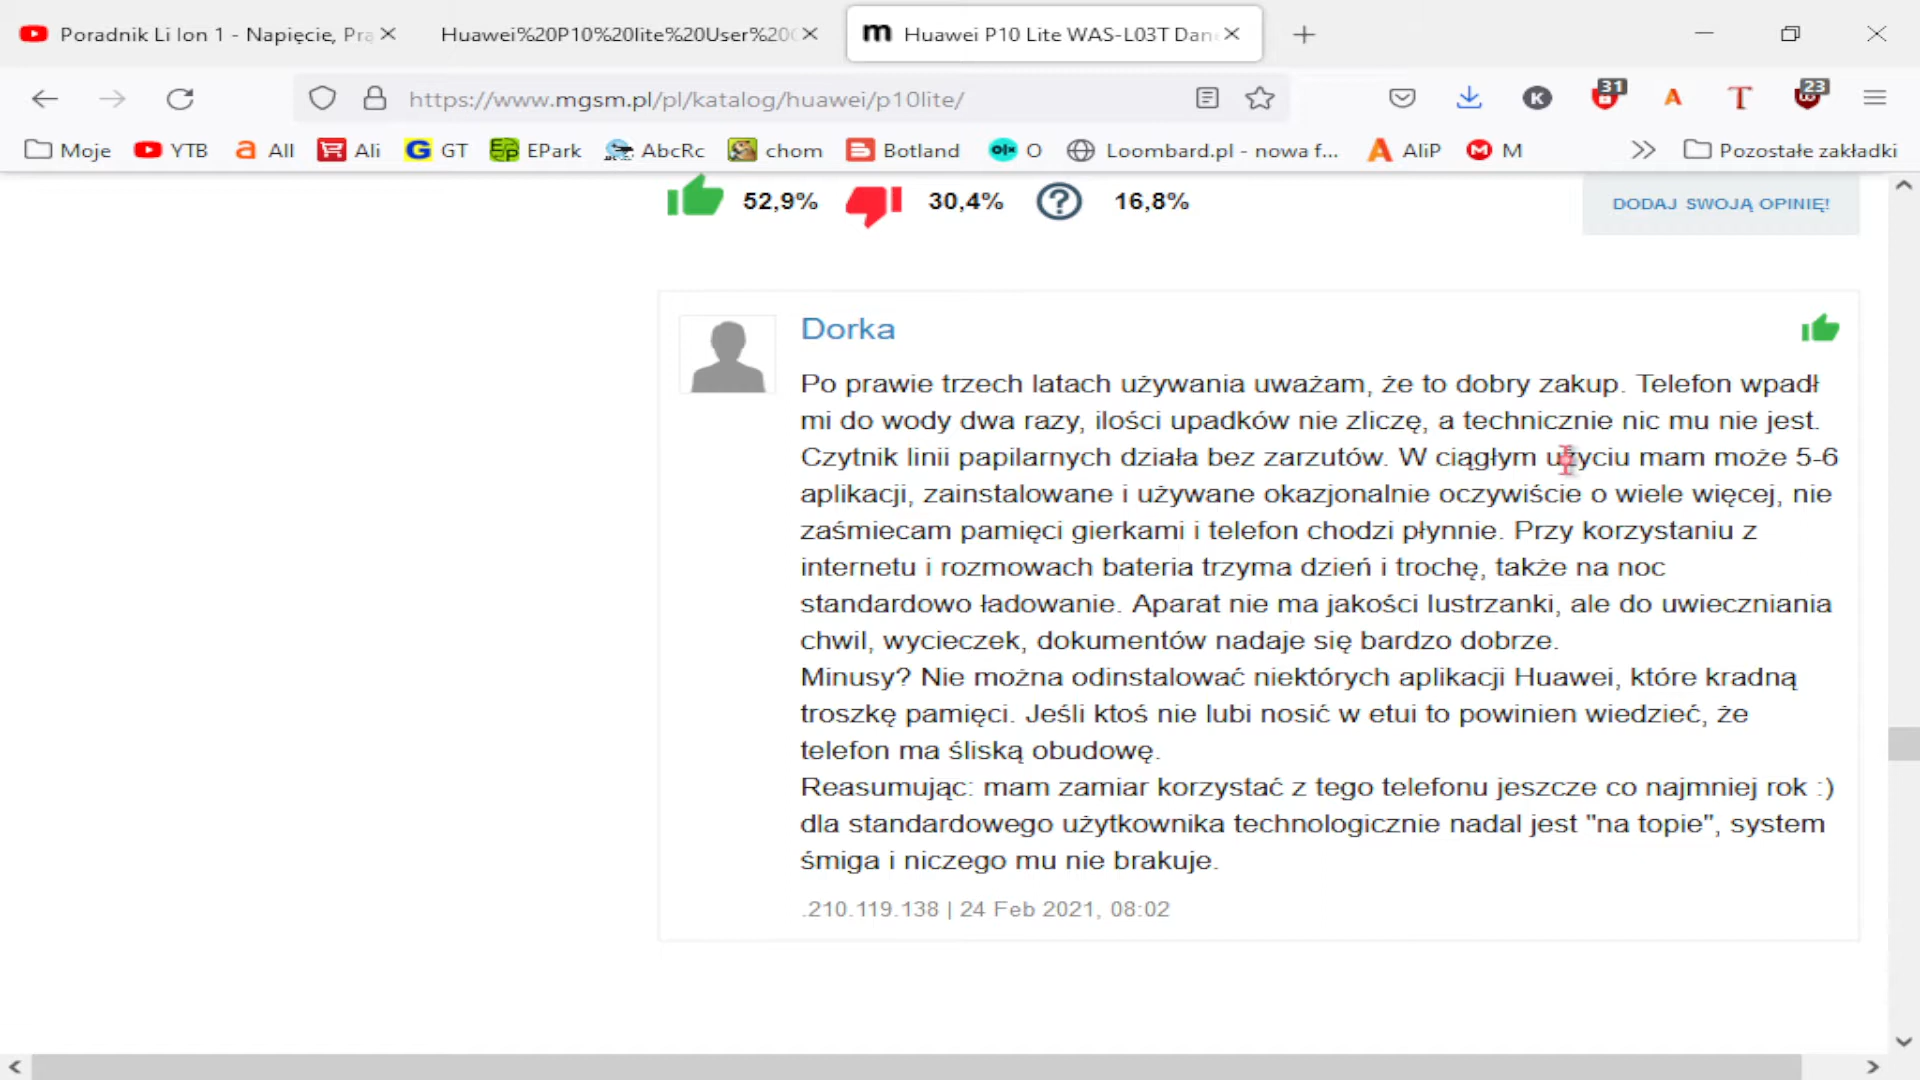 Poradnik Li Ion 1 - Napięcie, Prą
Huawei%20P10%20lite%20User%20
m Huawei P10 Lite WAS-L03T Dan
https://www.mgsm.pl/pl/katalog/huawei/p10lite/
K 31 A T 23
Moje YTB a All Ali G GT Ep EPark AbcRc chom B Botland olx O Loombard.pl - nowa f... AliP M M Pozostałe zakładki
52,9% 30,4% ? 16,8% DODAJ SWOJĄ OPINIĘ!
Dorka
Po prawie trzech latach używania uważam, że to dobry zakup. Telefon wpadł
mi do wody dwa razy, ilości upadków nie zliczę, a technicznie nic mu nie jest.
Czytnik linii papilarnych działa bez zarzutów. W ciągłym użyciu mam może 5-6
aplikacji, zainstalowane i używane okazjonalnie oczywiście o wiele więcej, nie
zaśmiecam pamięci gierkami i telefon chodzi płynnie. Przy korzystaniu z
internetu i rozmowach bateria trzyma dzień i trochę, także na noc
standardowo ładowanie. Aparat nie ma jakości lustrzanki, ale do uwieczniania
chwil, wycieczek, dokumentów nadaje się bardzo dobrze.
Minusy? Nie można odinstalować niektórych aplikacji Huawei, które kradną
troszkę pamięci. Jeśli ktoś nie lubi nosić w etui to powinien wiedzieć, że
telefon ma śliską obudowę.
Reasumując: mam zamiar korzystać z tego telefonu jeszcze co najmniej rok :)
dla standardowego użytkownika technologicznie nadal jest "na topie", system
śmiga i niczego mu nie brakuje.
.210.119.138 | 24 Feb 2021, 08:02